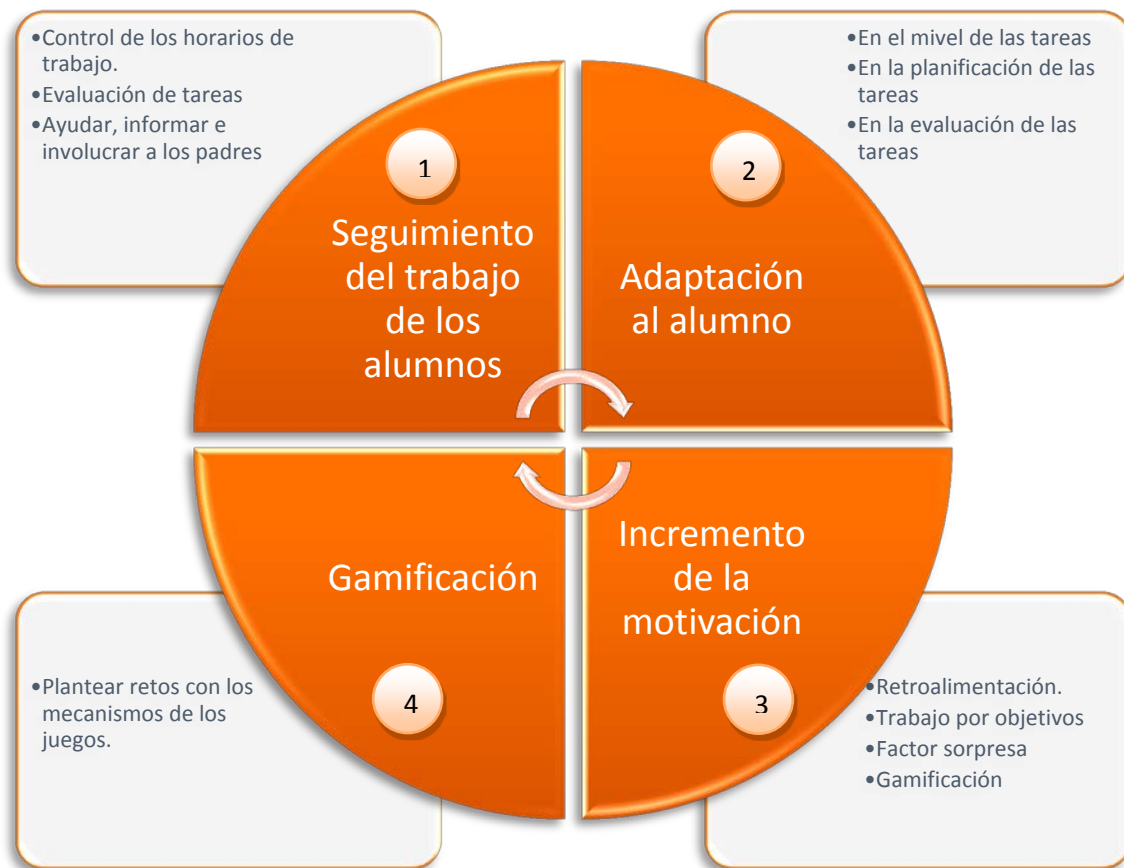 •Control de los horarios de
trabajo.
•Evaluación de tareas
•Ayudar, informar e
involucrar a los padres
1
Seguimiento
del trabajo
de los
alumnos
•En el mivel de las tareas
•En la planificación de las
tareas
•En la evaluación de las
tareas
2
Adaptación
al alumno
Incremento
de la
motivación
3
•Retroalimentación.
•Trabajo por objetivos
•Factor sorpresa
•Gamificación
Gamificación
4
•Plantear retos con los
mecanismos de los
juegos.